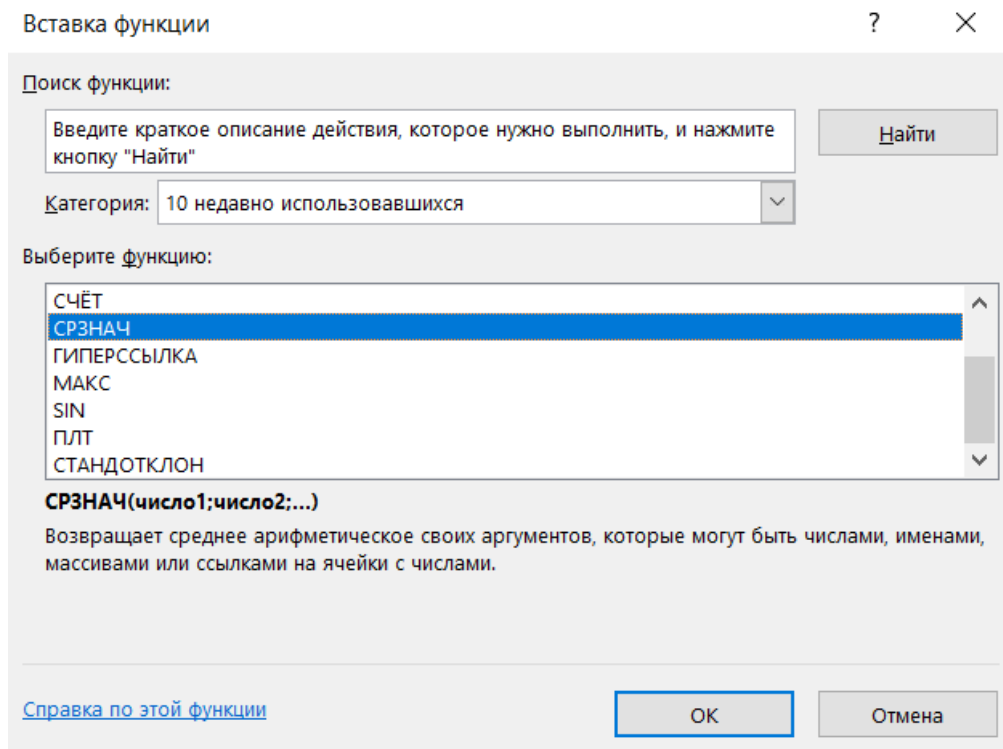 Вставка функции
?
Поиск функции:
Введите краткое описание действия, которое нужно выполнить, и нажмите
кнопку "Найти"
Найти
Категория: 10 недавно использовавшихся
Выберите функцию:
СЧЁТ
СРЗНАЧ
ГИПЕРССЫЛКА
МАКС
SIN
ПЛТ
СТАНДОТКЛОН
СРЗНАЧ(число1;число2;...)
Возвращает среднее арифметическое своих аргументов, которые могут быть числами, именами,
массивами или ссылками на ячейки с числами.
Справка по этой функции
ОК
Отмена